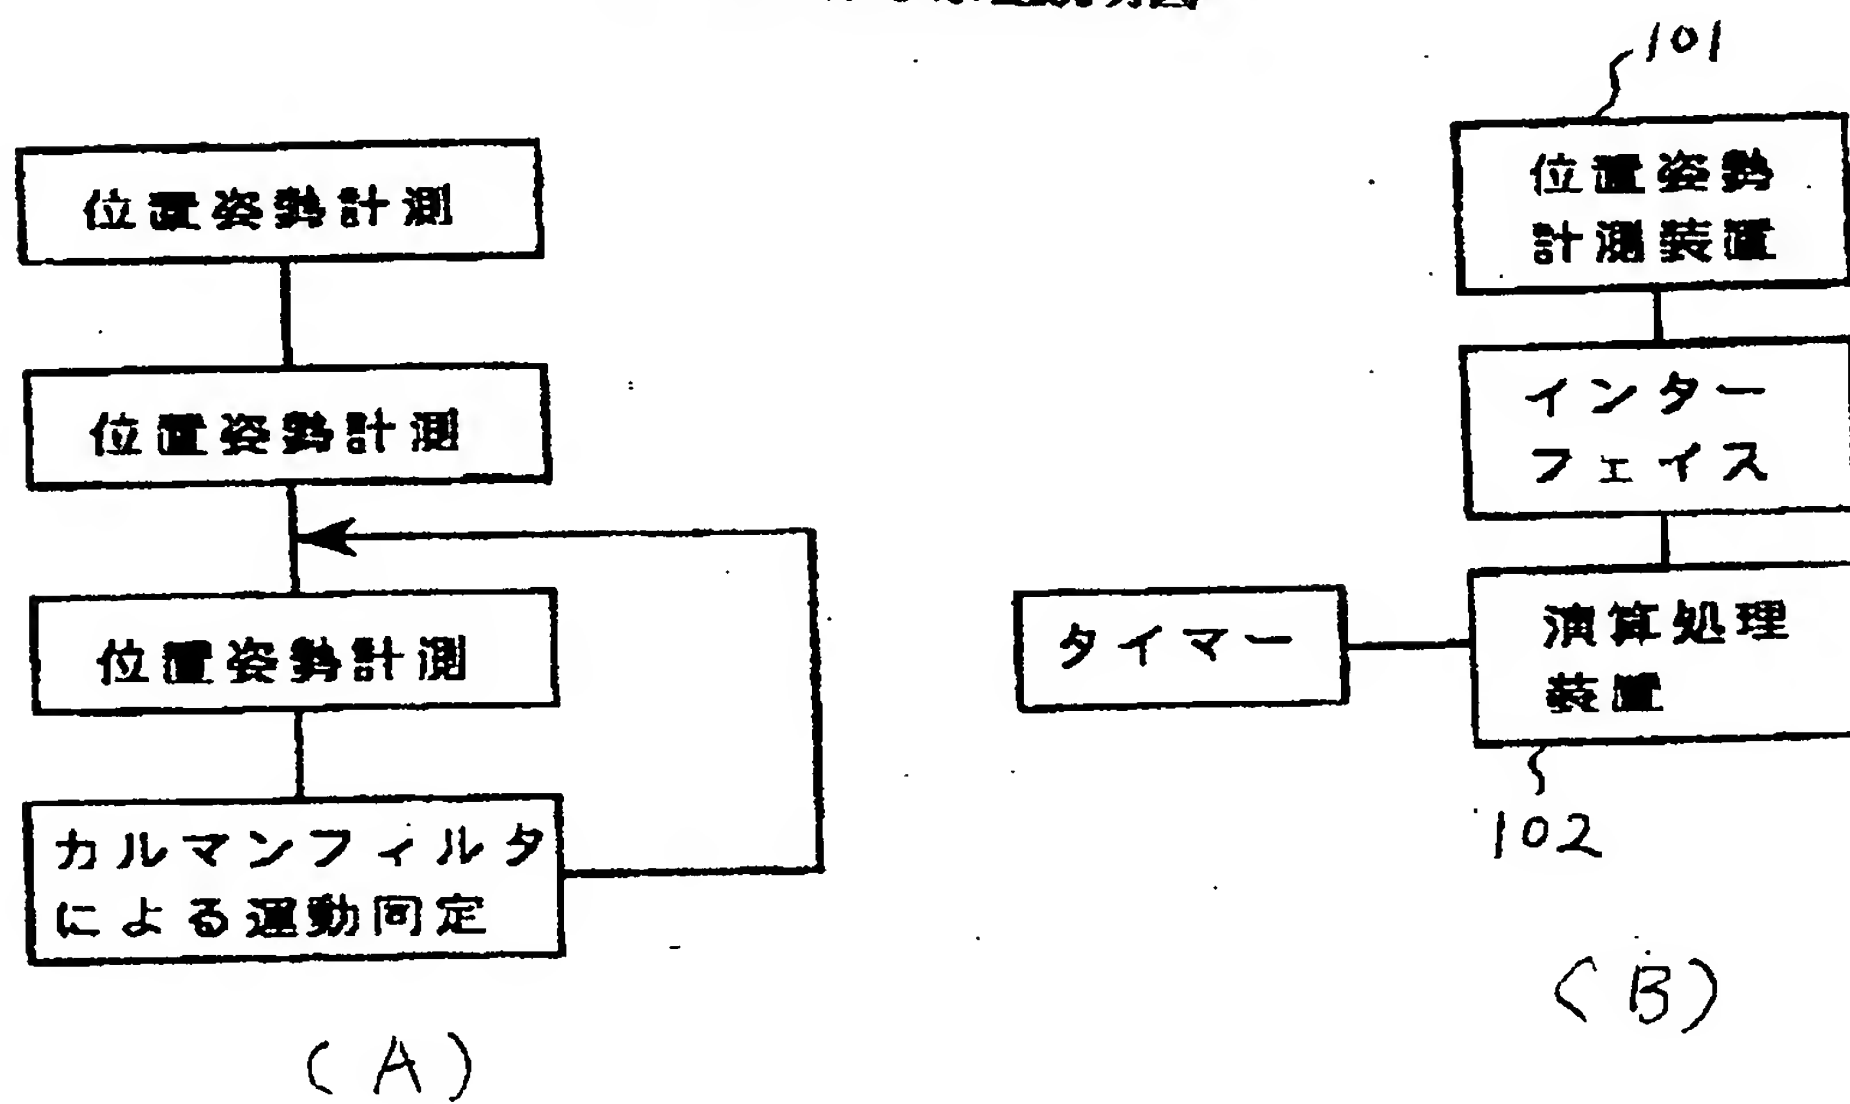 位置姿勢計測
位置姿勢計測
位置姿勢計測
カルマンフィルタ
による運動同定
(A)
101
位置姿勢
計測装置
インター
フェイス
タイマー
演算処理
装置
102
(B)